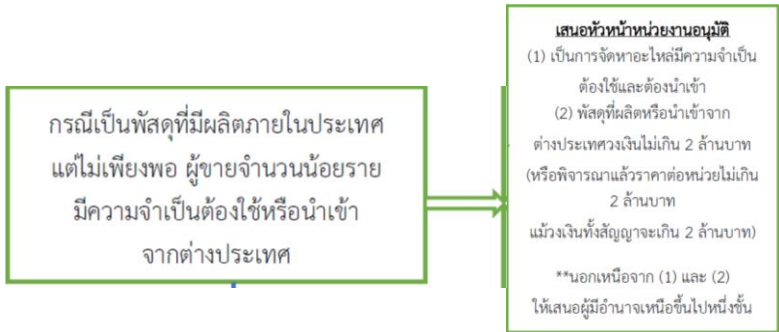 กรณีเป็นพัสดุที่มีผลิตภายในประเทศ
แต่ไม่เพียงพอ ผู้ขายจำนวนน้อยราย
มีความจำเป็นต้องใช้หรือนำเข้า
จากต่างประเทศ
เสนอหัวหน้าหน่วยงานอนุมัติ
(1) เป็นการจัดหาอะไหล่มีความจำเป็น
ต้องใช้และต้องนำเข้า
(2) พัสดุที่ผลิตหรือนำเข้าจาก
ต่างประเทศวงเงินไม่เกิน 2 ล้านบาท
(หรือพิจารณาแล้วราคาต่อหน่วยไม่เกิน
2 ล้านบาท
แม้วงเงินทั้งสัญญาจะเกิน 2 ล้านบาท)
**นอกเหนือจาก (1) และ (2)
ให้เสนอผู้มีอำนาจเหนือขึ้นไปหนึ่งชั้น